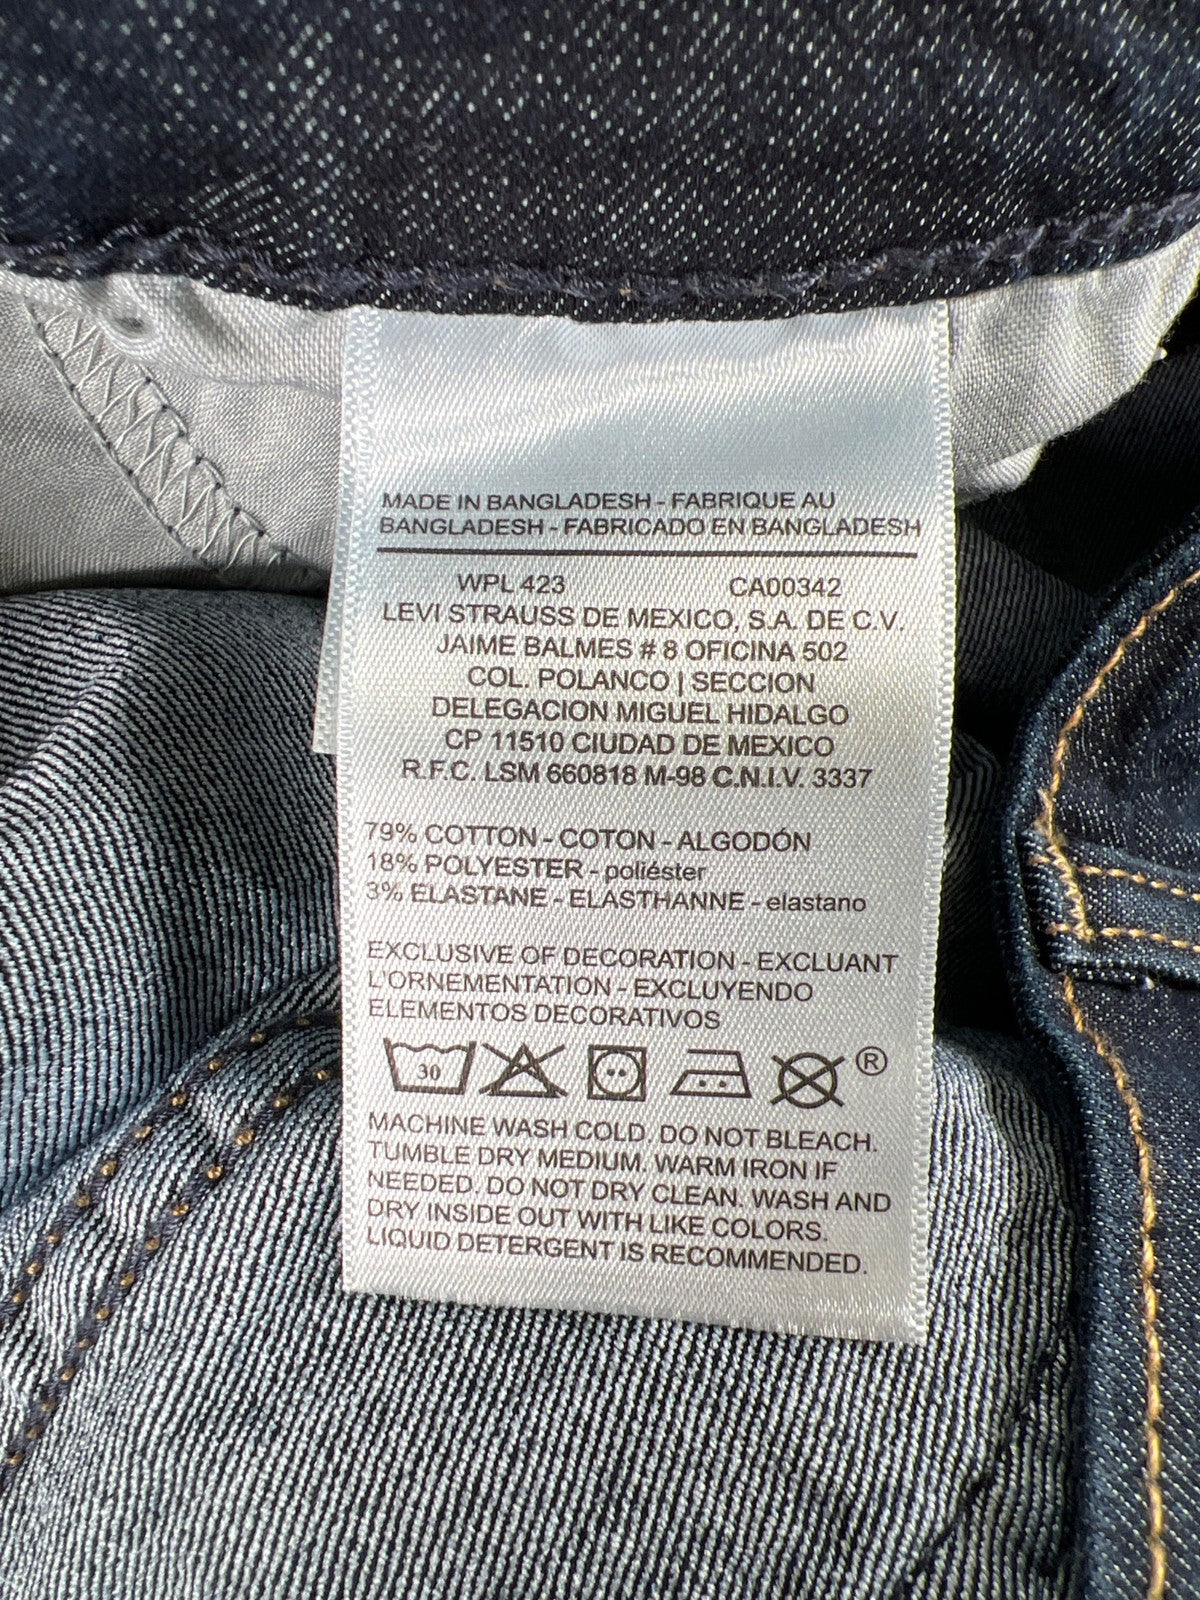 MADE IN BANGLADESH - FABRIQUE AU
BANGLADESH - FABRICADO EN BANGLADESH
WPL 423 CA00342
LEVI STRAUSS DE MEXICO, S.A. DE C.V.
JAIME BALMES # 8 OFICINA 502
COL. POLANCO | SECCION
DELEGACION MIGUEL HIDALGO
CP 11510 CIUDAD DE MEXICO
R.F.C. LSM 660818 M-98 C.N.I.V. 3337
79% COTTON - COTON - ALGODÓN
18% POLYESTER - poliéster
3% ELASTANE - ELASTHANNE - elastano
EXCLUSIVE OF DECORATION - EXCLUANT
L'ORNEMENTATION - EXCLUYENDO
ELEMENTOS DECORATIVOS
30 ®
MACHINE WASH COLD. DO NOT BLEACH.
TUMBLE DRY MEDIUM. WARM IRON IF
NEEDED. DO NOT DRY CLEAN. WASH AND
DRY INSIDE OUT WITH LIKE COLORS.
LIQUID DETERGENT IS RECOMMENDED.